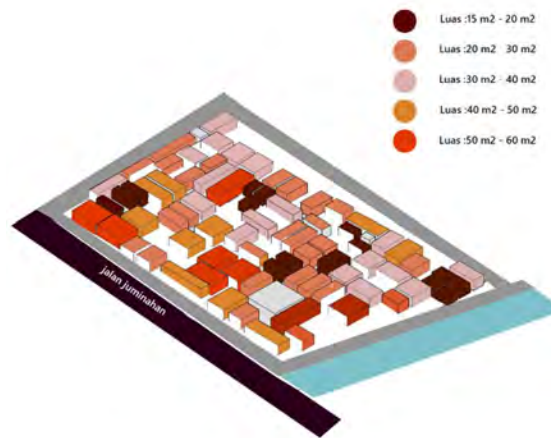 Luas :15 m2 - 20 m2
Luas :20 m2 - 30 m2
Luas :30 m2 - 40 m2
Luas :40 m2 - 50 m2
Luas :50 m2 - 60 m2
jalan juminahan